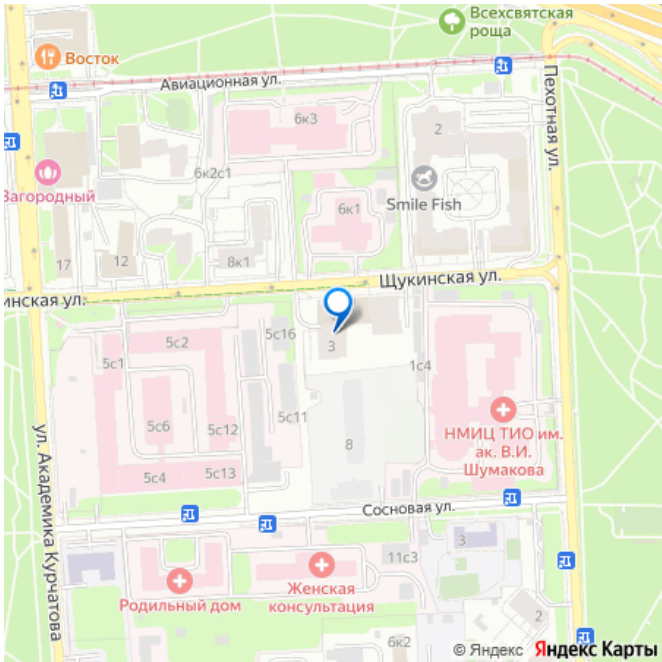 Всехсвятская
роща
Восток
Авиационная ул.
Пехотная ул.
6к3
2
6к2с1
Загородный
Smile Fish
6к1
17
12
8к1
Щукинская ул.
инская ул.
5с2
5с16
5с1
3
1с4
5с6
5с12
5с11
НМИЦ ТИО им.
ак. В.И.
Шумакова
8
5с4
5с13
ул. Академика Курчатова
Сосновая ул.
3
11с3
Родильный дом
Женская
консультация
2
6к2
© Яндекс Яндекс Карты